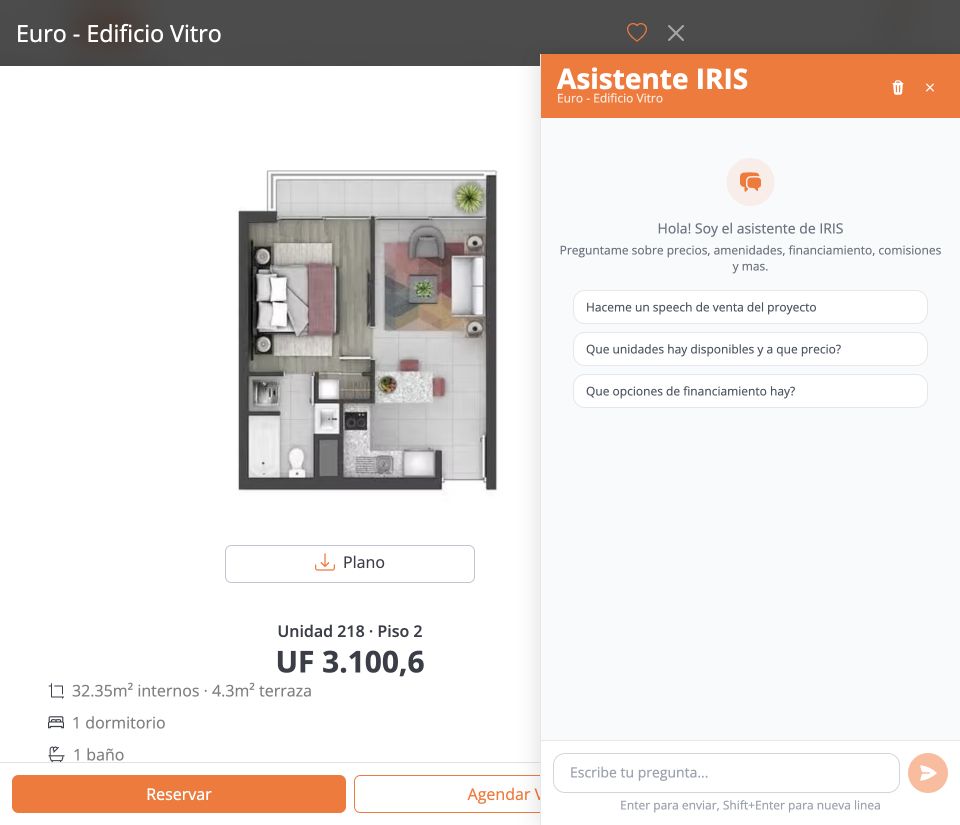 Euro - Edificio Vitro
Asistente IRIS
Euro - Edificio Vitro
Hola! Soy el asistente de IRIS
Preguntame sobre precios, amenidades, financiamiento, comisiones
y mas.
Haceme un speech de venta del proyecto
Que unidades hay disponibles y a que precio?
Que opciones de financiamiento hay?
Plano
Unidad 218 · Piso 2
UF 3.100,6
32.35m² internos · 4.3m² terraza
1 dormitorio
1 baño
Reservar
Agendar
Escribe tu pregunta...
Enter para enviar, Shift+Enter para nueva linea